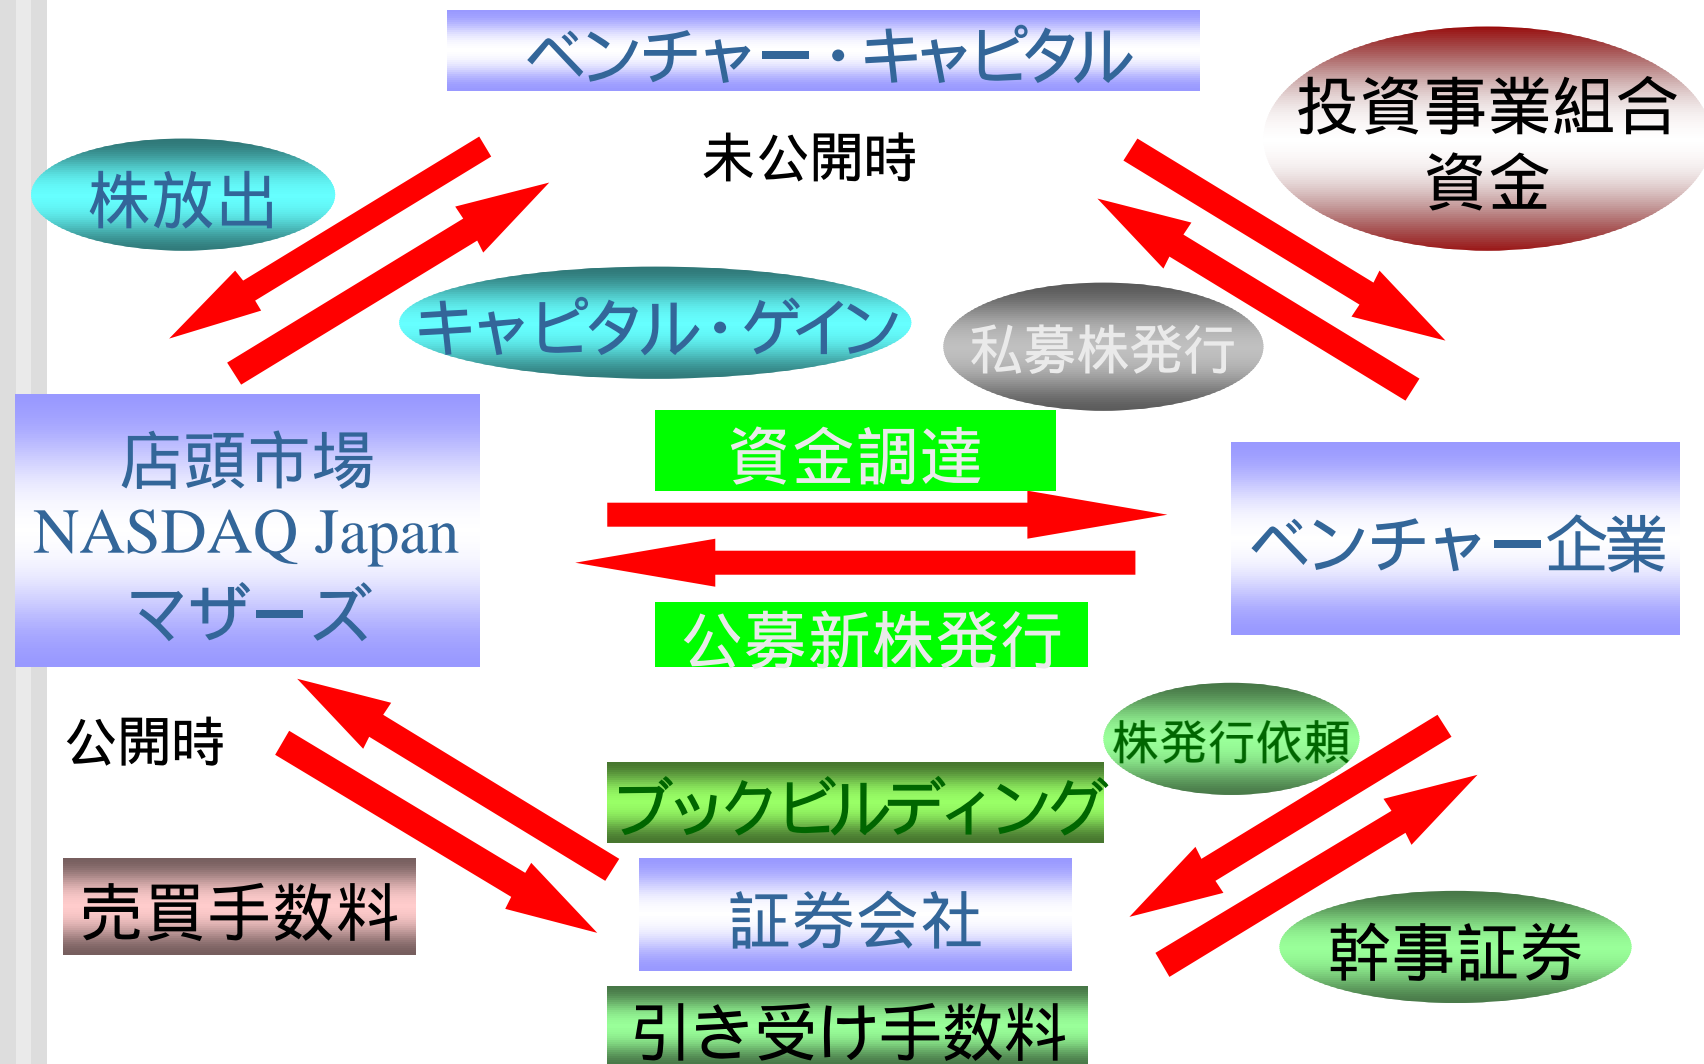 ベンチャー・キャピタル
投資事業組合
資金
未公開時
株放出
キャピタル・ゲイン
私募株発行
資金調達
店頭市場
NASDAQ Japan
マザーズ
ベンチャー企業
公募新株発行
公開時
株発行依頼
ブックビルディング
売買手数料
証券会社
幹事証券
引き受け手数料